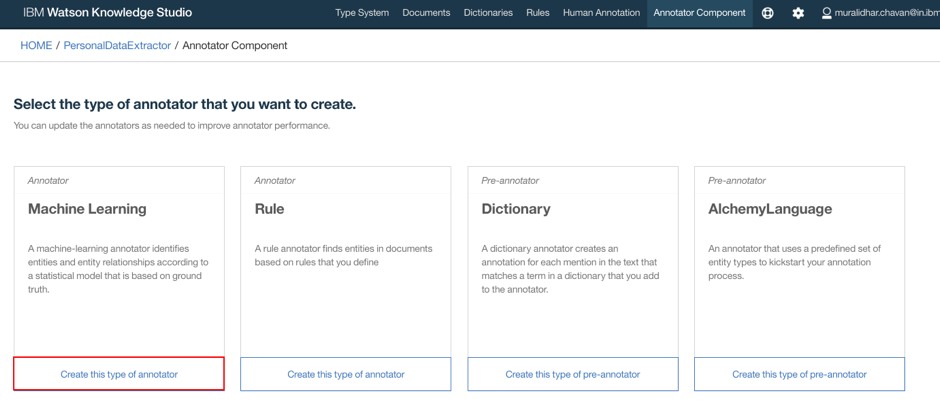 IBM Watson Knowledge Studio Type System Documents Dictionaries Rules Human Annotation Annotator Component muralidhar.chavan@in.ibm
HOME / PersonalDataExtractor / Annotator Component
Select the type of annotator that you want to create.
You can update the annotators as needed to improve annotator performance.
Annotator
Machine Learning
A machine-learning annotator identifies
entities and entity relationships according to
a statistical model that is based on ground
truth.
Create this type of annotator
Annotator
Rule
A rule annotator finds entities in documents
based on rules that you define
Create this type of annotator
Pre-annotator
Dictionary
A dictionary annotator creates an
annotation for each mention in the text that
matches a term in a dictionary that you add
to the annotator.
Create this type of pre-annotator
Pre-annotator
AlchemyLanguage
An annotator that uses a predefined set of
entity types to kickstart your annotation
process.
Create this type of pre-annotator